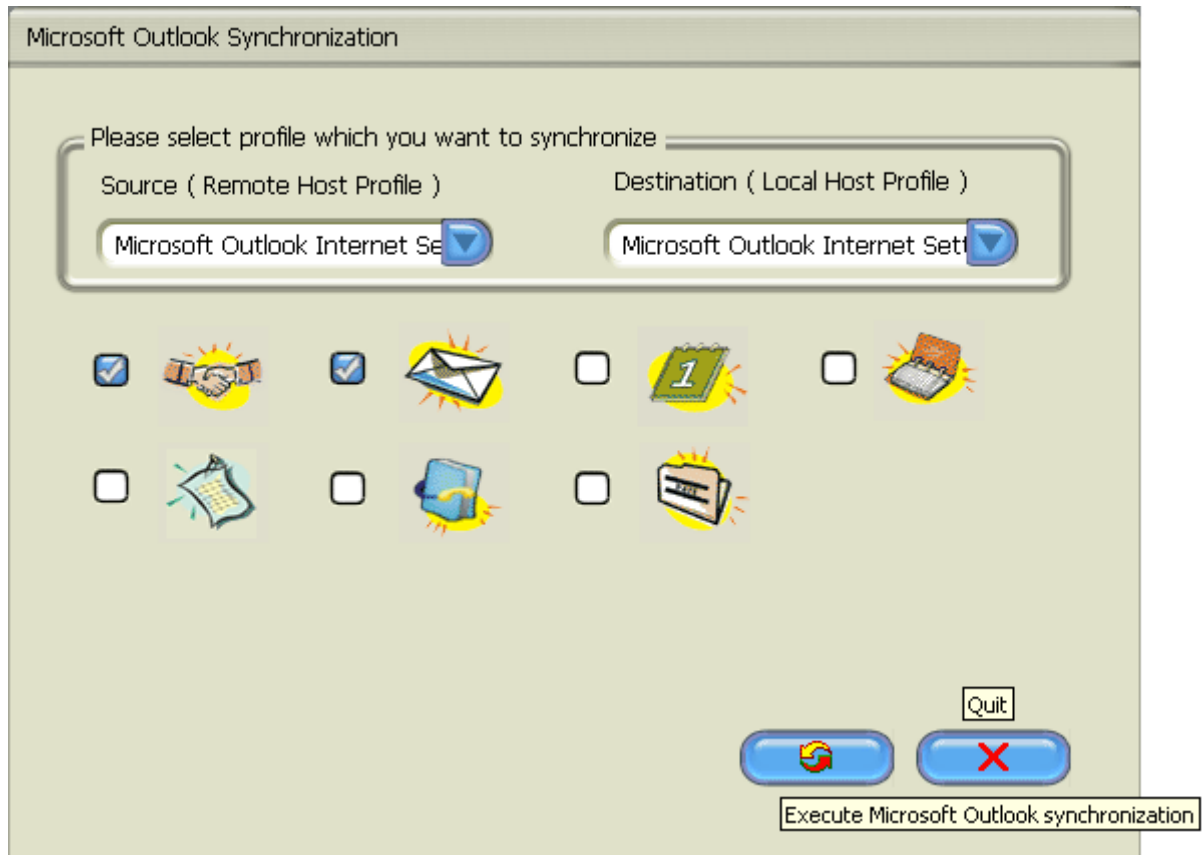 Microsoft Outlook Synchronization
Please select profile which you want to synchronize
Source ( Remote Host Profile )
Destination ( Local Host Profile )
Microsoft Outlook Internet Se
Microsoft Outlook Internet Sett
1
Quit
Execute Microsoft Outlook synchronization